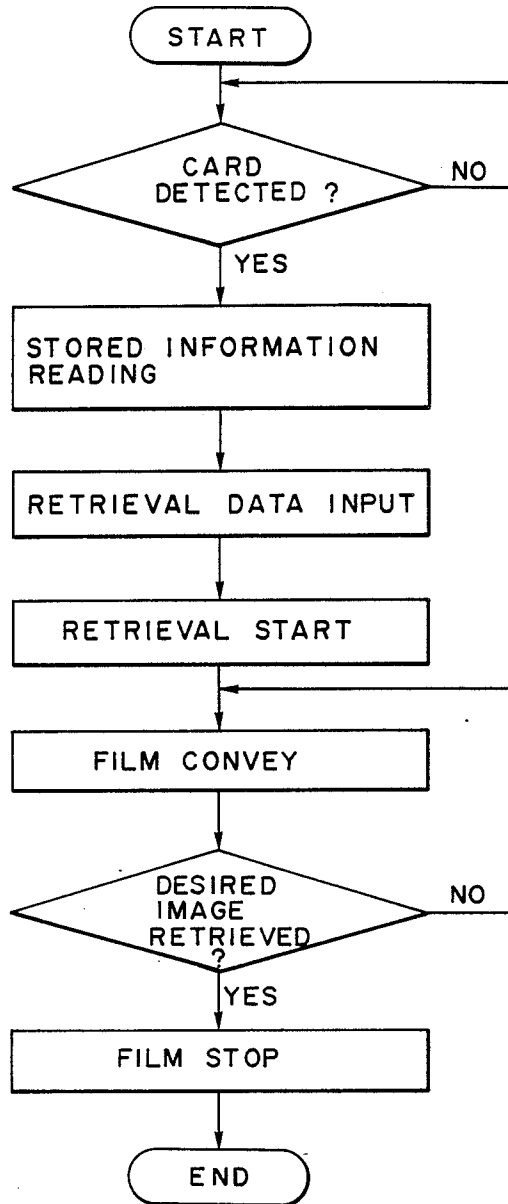 START
CARD
DETECTED ?
NO
YES
STORED INFORMATION
READING
RETRIEVAL DATA INPUT
RETRIEVAL START
FILM CONVEY
DESIRED
IMAGE
RETRIEVED
?
NO
YES
FILM STOP
END